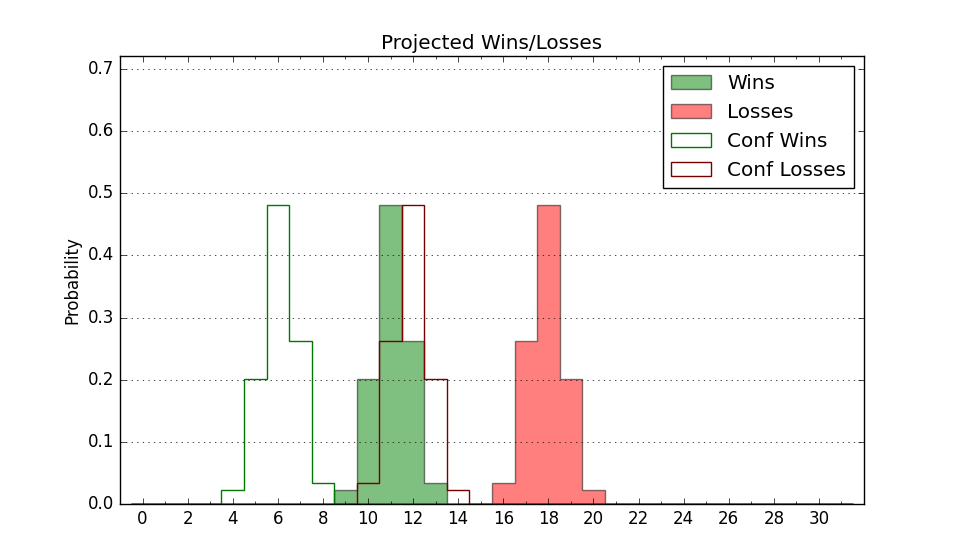 Projected Wins/Losses
Wins
Losses
Conf Wins
Conf Losses
Probability
0.7
0.6
0.5
0.4
0.3
0.2
0.1
0.0
0 2 4 6 8 10 12 14 16 18 20 22 24 26 28 30